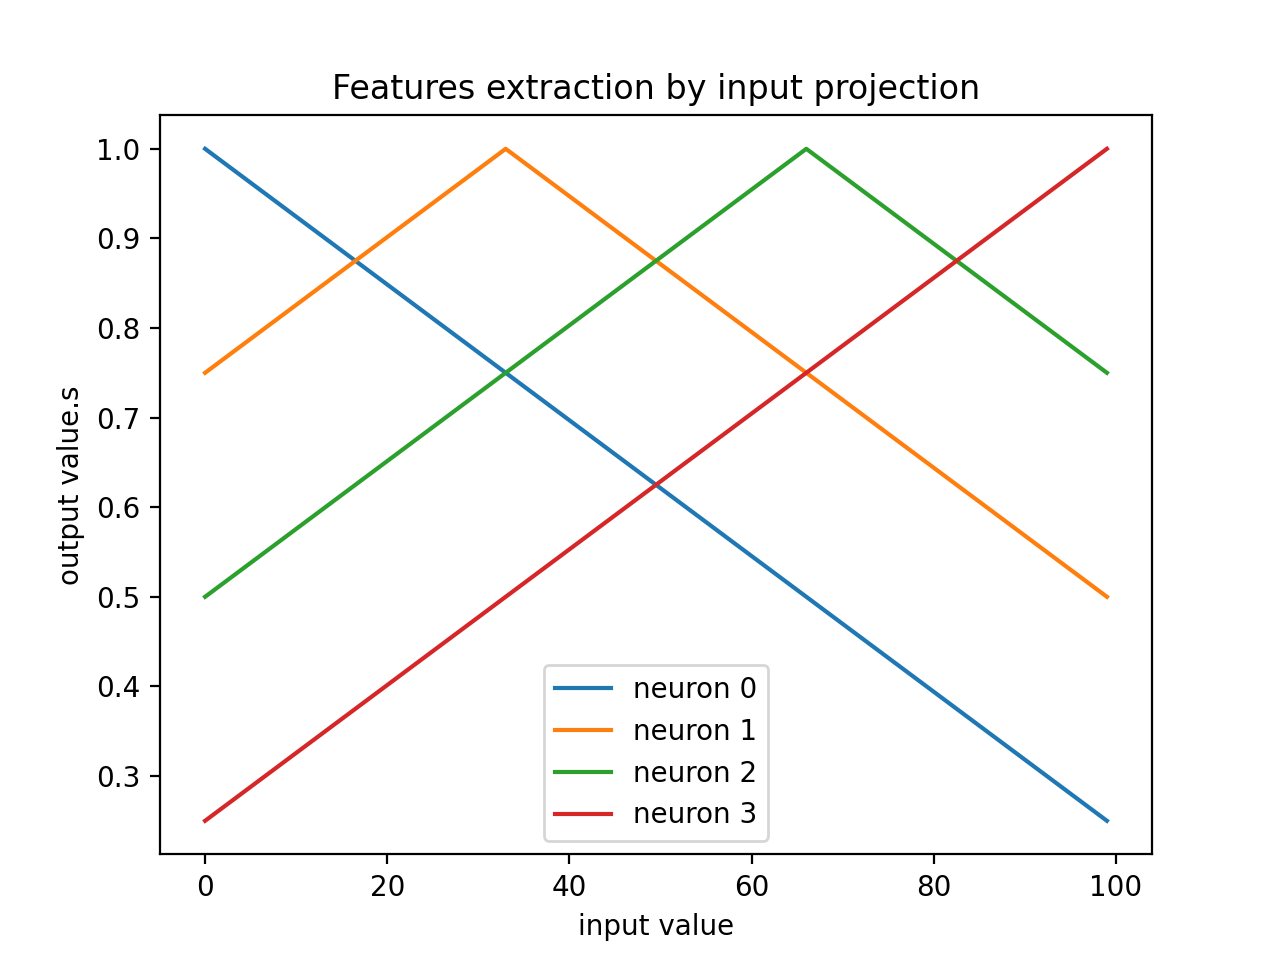 Features extraction by input projection
1.0
0.9
0.8
0.7
0.6
0.5
0.4
0.3
output value.s
neuron 0
neuron 1
neuron 2
neuron 3
0 20 40 60 80 100
input value